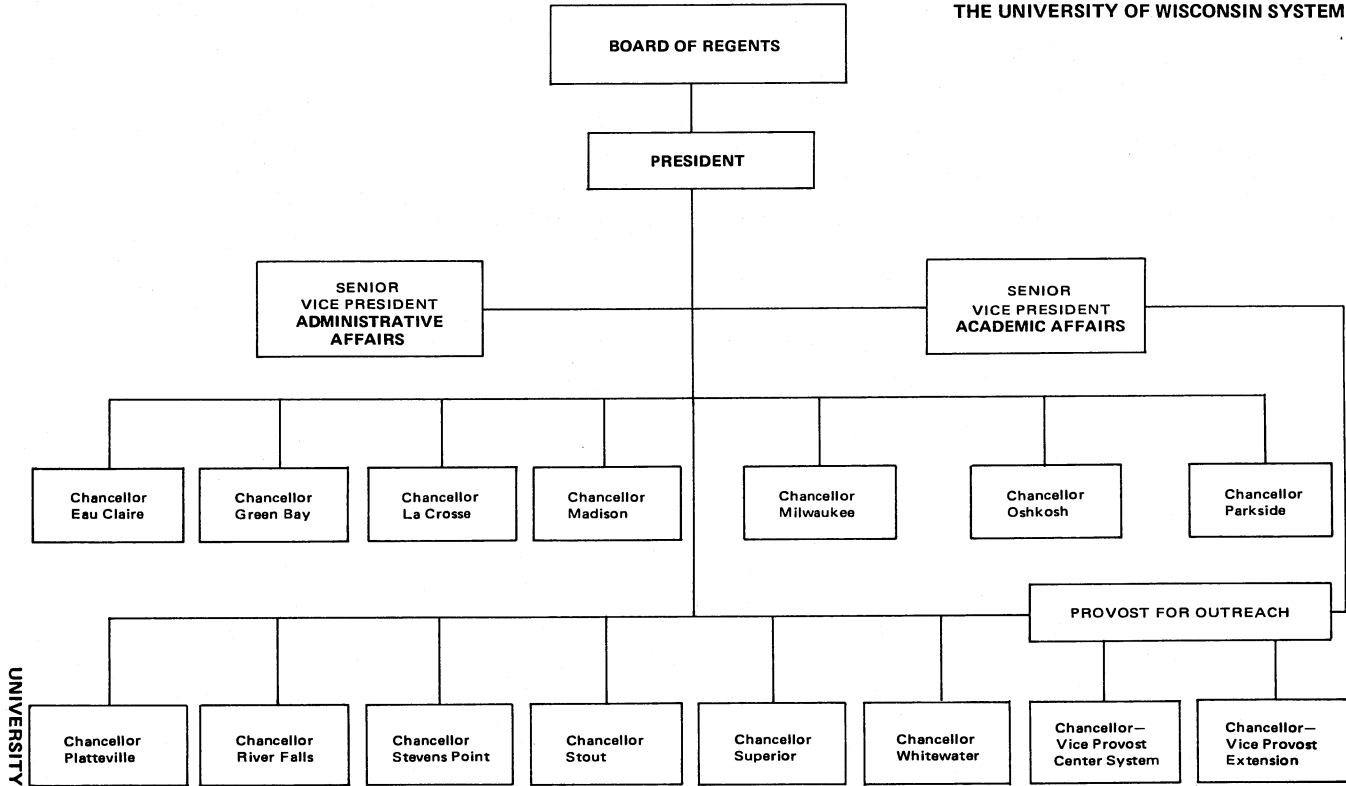 THE UNIVERSITY OF WISCONSIN SYSTEM
BOARD OF REGENTS
PRESIDENT
SENIOR
VICE PRESIDENT
ADMINISTRATIVE
AFFAIRS
SENIOR
VICE PRESIDENT
ACADEMIC AFFAIRS
Chancellor
Eau Claire
Chancellor
Green Bay
Chancellor
La Crosse
Chancellor
Madison
Chancellor
Milwaukee
Chancellor
Oshkosh
Chancellor
Parkside
PROVOST FOR OUTREACH
UNIVERSITY
Chancellor
Platteville
Chancellor
River Falls
Chancellor
Stevens Point
Chancellor
Stout
Chancellor
Superior
Chancellor
Whitewater
Chancellor—
Vice Provost
Center System
Chancellor—
Vice Provost
Extension